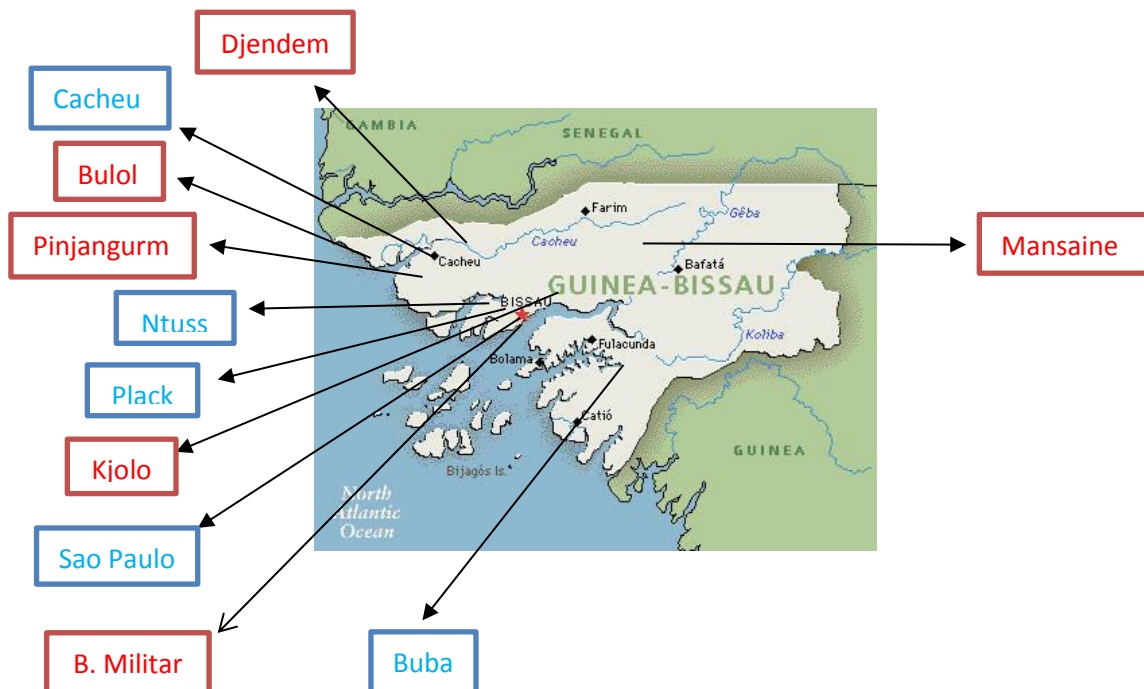 Djendem
Cacheu
Bulol
Pinjangurm
Ntuss
Plack
Kjolo
Sao Paulo
B. Militar
Buba
Mansaine
GAMBIA
SENEGAL
Farim
Gêba
Cacheu
Cacheu
Bafatá
GUINEA-BISSAU
BISSAU
Koliba
Fulacunda
Bolama
Catió
GUINEA
Bijagós Is.
North
Atlantic
Ocean